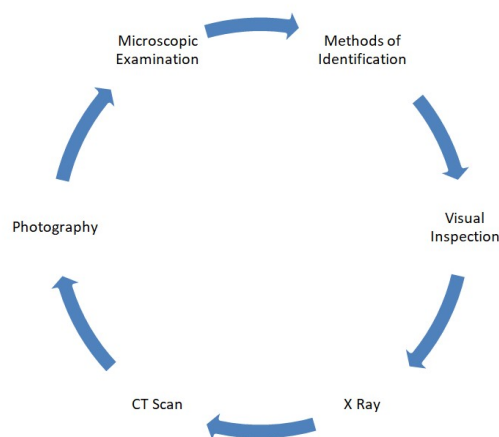 Microscopic
Examination
Methods of
Identification
Visual
Inspection
X Ray
CT Scan
Photography